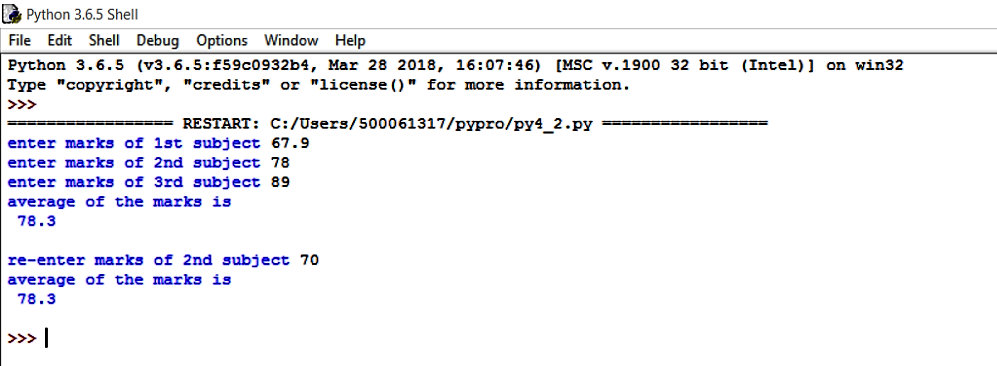 Python 3.6.5 Shell
File Edit Shell Debug Options Window Help
Python 3.6.5 (v3.6.5:f59c0932b4, Mar 28 2018, 16:07:46) [MSC v.1900 32 bit (Intel)] on win32
Type "copyright", "credits" or "license()" for more information.
>>>
================= RESTART: C:/Users/500061317/pypro/py4_2.py =================
enter marks of 1st subject 67.9
enter marks of 2nd subject 78
enter marks of 3rd subject 89
average of the marks is
78.3
re-enter marks of 2nd subject 70
average of the marks is
78.3
>>>